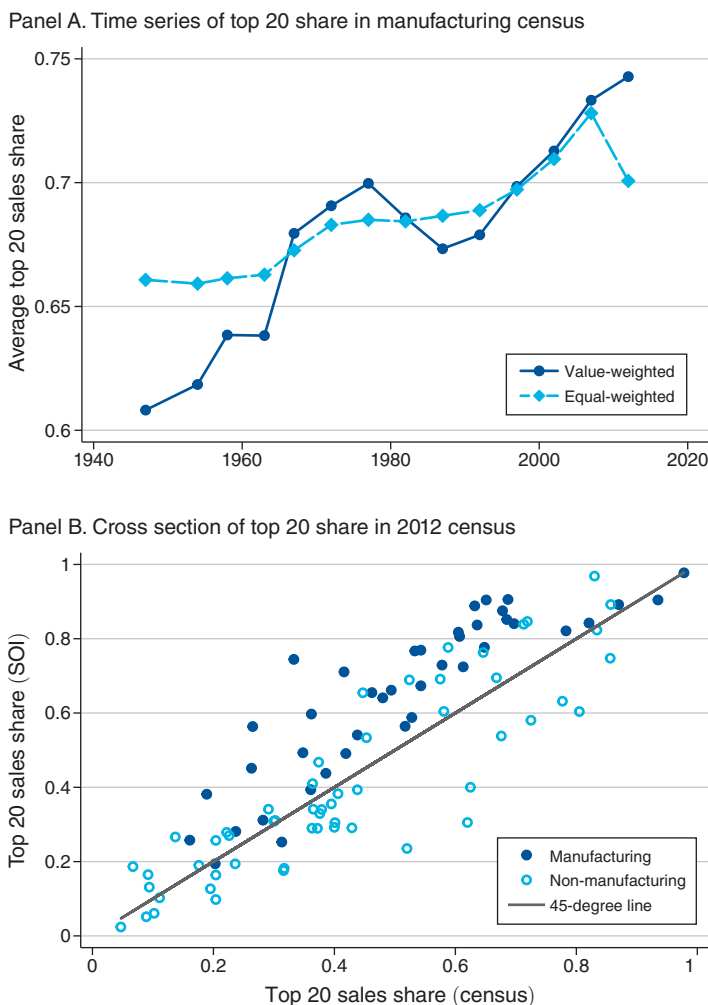 Panel A. Time series of top 20 share in manufacturing census
0.75
0.7
0.65
0.6
Average top 20 sales share
Value-weighted
Equal-weighted
1940 1960 1980 2000 2020
Panel B. Cross section of top 20 share in 2012 census
1
0.8
0.6
0.4
0.2
0
Top 20 sales share (SOI)
Manufacturing
Non-manufacturing
45-degree line
0 0.2 0.4 0.6 0.8 1
Top 20 sales share (census)